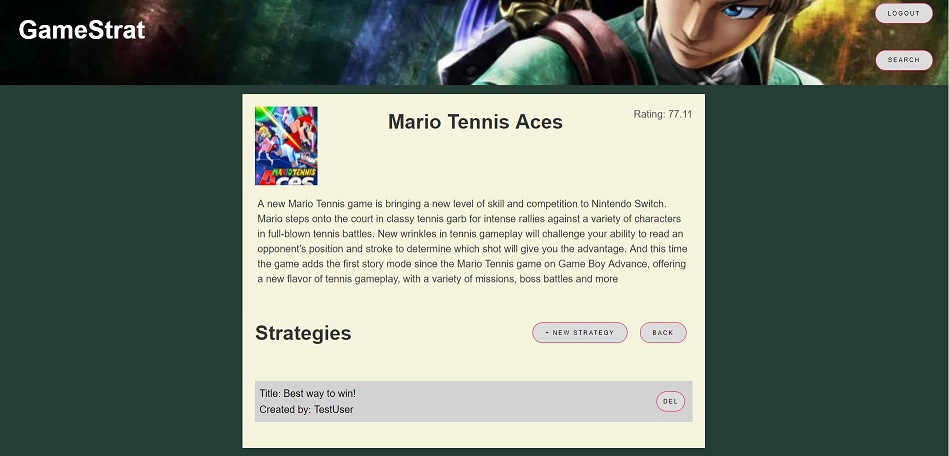 GameStrat
LOGOUT
SEARCH
Mario Tennis Aces
Rating: 77.11
MARIO TENNIS
ACES
A new Mario Tennis game is bringing a new level of skill and competition to Nintendo Switch.
Mario steps onto the court in classy tennis garb for intense rallies against a variety of characters
in full-blown tennis battles. New wrinkles in tennis gameplay will challenge your ability to read an
opponent's position and stroke to determine which shot will give you the advantage. And this time
the game adds the first story mode since the Mario Tennis game on Game Boy Advance, offering
a new flavor of tennis gameplay, with a variety of missions, boss battles and more
Strategies
+ NEW STRATEGY
BACK
Title: Best way to win!
Created by: TestUser
DEL